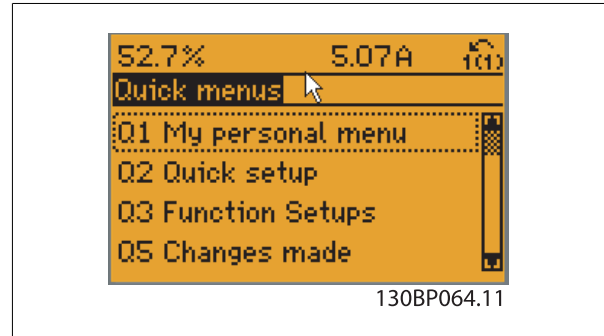 52.7% 5.07A 1(1)
Quick menus
Q1 My personal menu
Q2 Quick setup
Q3 Function Setups
Q5 Changes made
130BP064.11